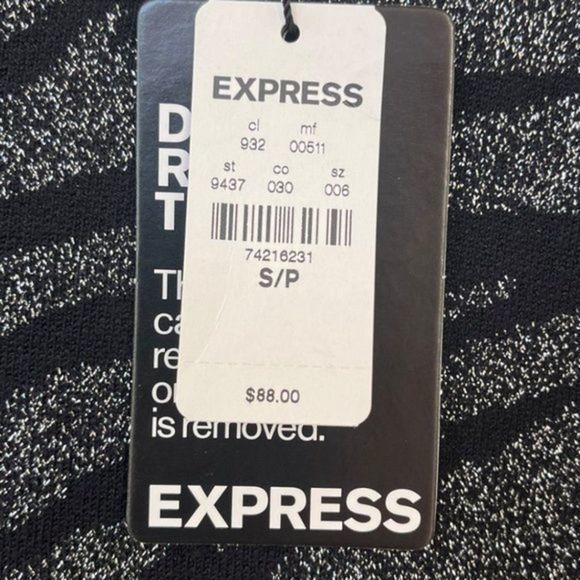 EXPRESS
cl mf
932 00511
st co sz
9437 030 006
74216231
S/P
$88.00
D
R
T
Th
ca
re
is removed.
EXPRESS